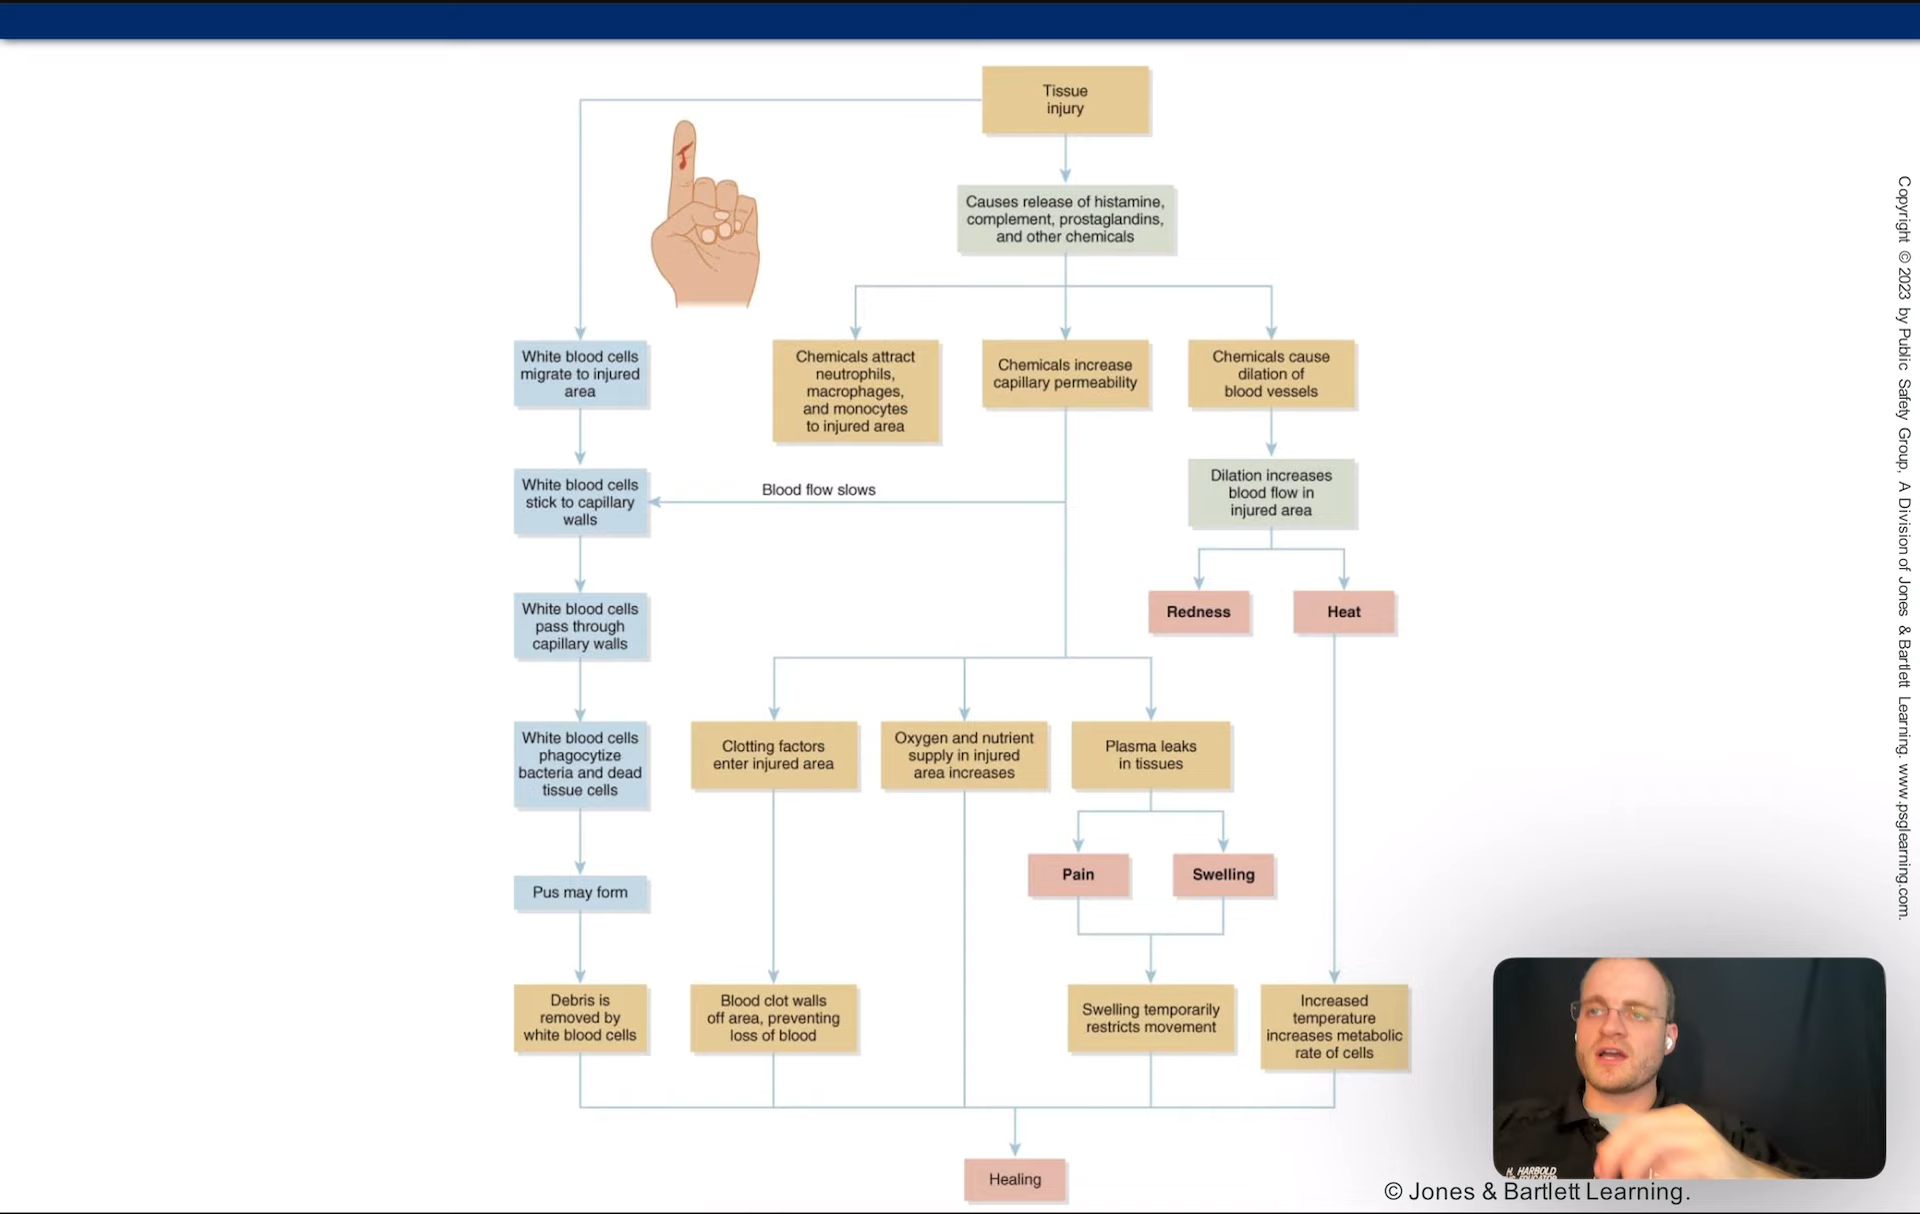 Tissue
injury
Causes release of histamine,
complement, prostaglandins,
and other chemicals
White blood cells
migrate to injured
area
Chemicals attract
neutrophils,
macrophages,
and monocytes
to injured area
Chemicals increase
capillary permeability
Chemicals cause
dilation of
blood vessels
White blood cells
stick to capillary
walls
Blood flow slows
Dilation increases
blood flow in
injured area
White blood cells
pass through
capillary walls
Redness
Heat
White blood cells
phagocytize
bacteria and dead
tissue cells
Clotting factors
enter injured area
Oxygen and nutrient
supply in injured
area increases
Plasma leaks
in tissues
Pus may form
Pain
Swelling
Debris is
removed by
white blood cells
Blood clot walls
off area, preventing
loss of blood
Swelling temporarily
restricts movement
Increased
temperature
increases metabolic
rate of cells
Healing
H. HARBOLD
© Jones & Bartlett Learning.
Copyright © 2023 by Public Safety Group, A Division of Jones & Bartlett Learning. www.psglearning.com.